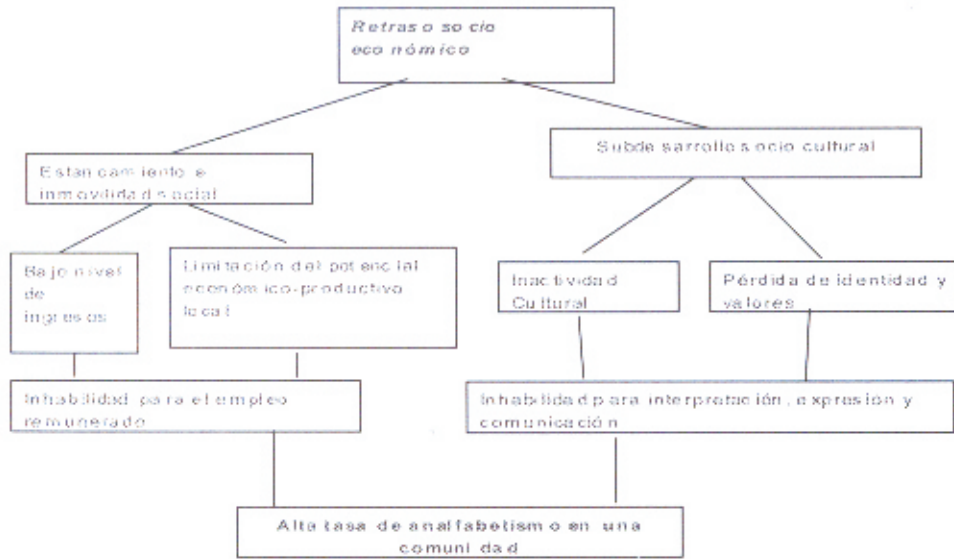 Retraso socio
económico
Subdesarrollo socio cultural
Estancamiento e
inmovilidad social
Bajo nivel
de
ingresos
Limitación del potencial
económico-productivo
local
Inactividad
Cultural
Pérdida de identidad y
valores
Inhabilidad para el empleo
remunerado
Inhabilidad para interpretación, expresión y
comunicación
Alta tasa de analfabetismo en una
comunidad